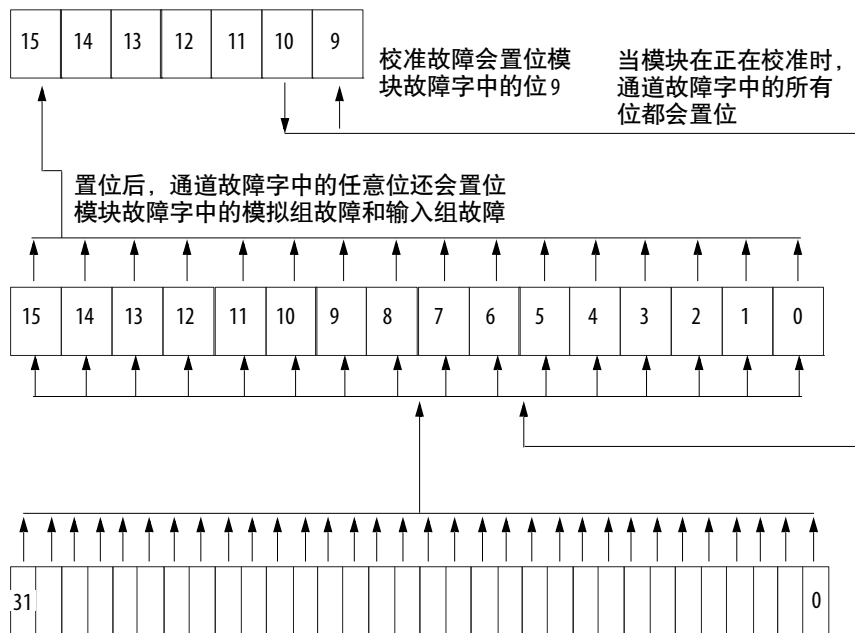 15 14 13 12 11 10 9
校准故障会置位模
块故障字中的位9
当模块在正在校准时，
通道故障字中的所有
位都会置位
置位后，通道故障字中的任意位还会置位
模块故障字中的模拟组故障和输入组故障
15 14 13 12 11 10 9 8 7 6 5 4 3 2 1 0
31 0